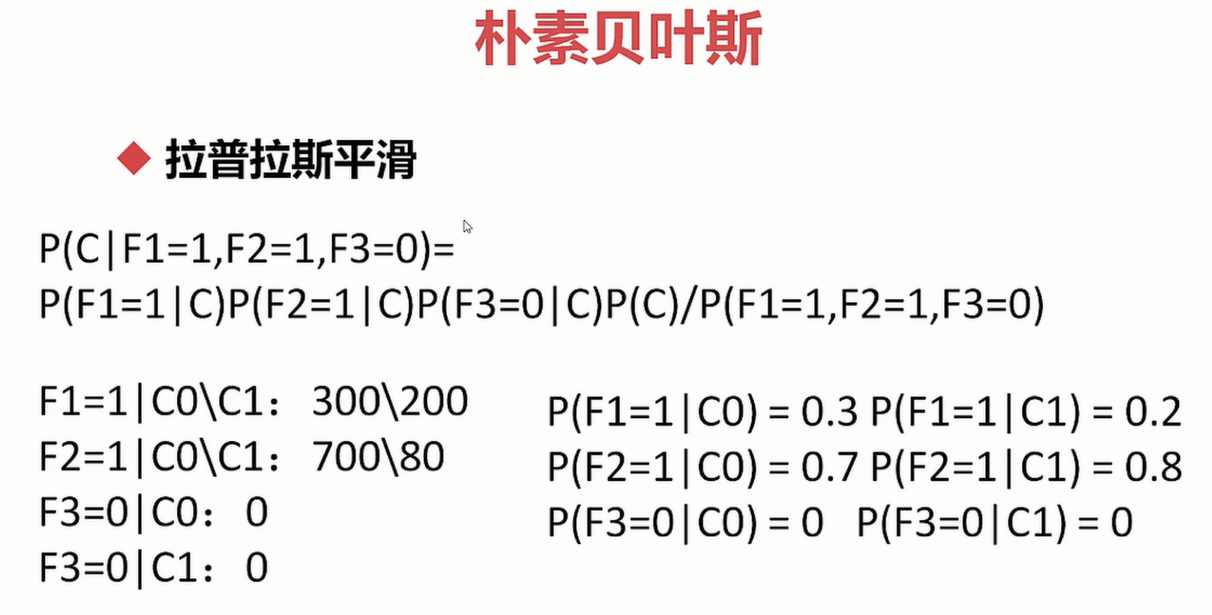 朴素贝叶斯
拉普拉斯平滑
P(C|F1=1,F2=1,F3=0)=
P(F1=1|C)P(F2=1|C)P(F3=0|C)P(C)/P(F1=1,F2=1,F3=0)
F1=1|C0\C1： 300\200
F2=1|C0\C1： 700\80
F3=0|C0： 0
F3=0|C1： 0
P(F1=1|C0) = 0.3 P(F1=1|C1) = 0.2
P(F2=1|C0) = 0.7 P(F2=1|C1) = 0.8
P(F3=0|C0) = 0 P(F3=0|C1) = 0